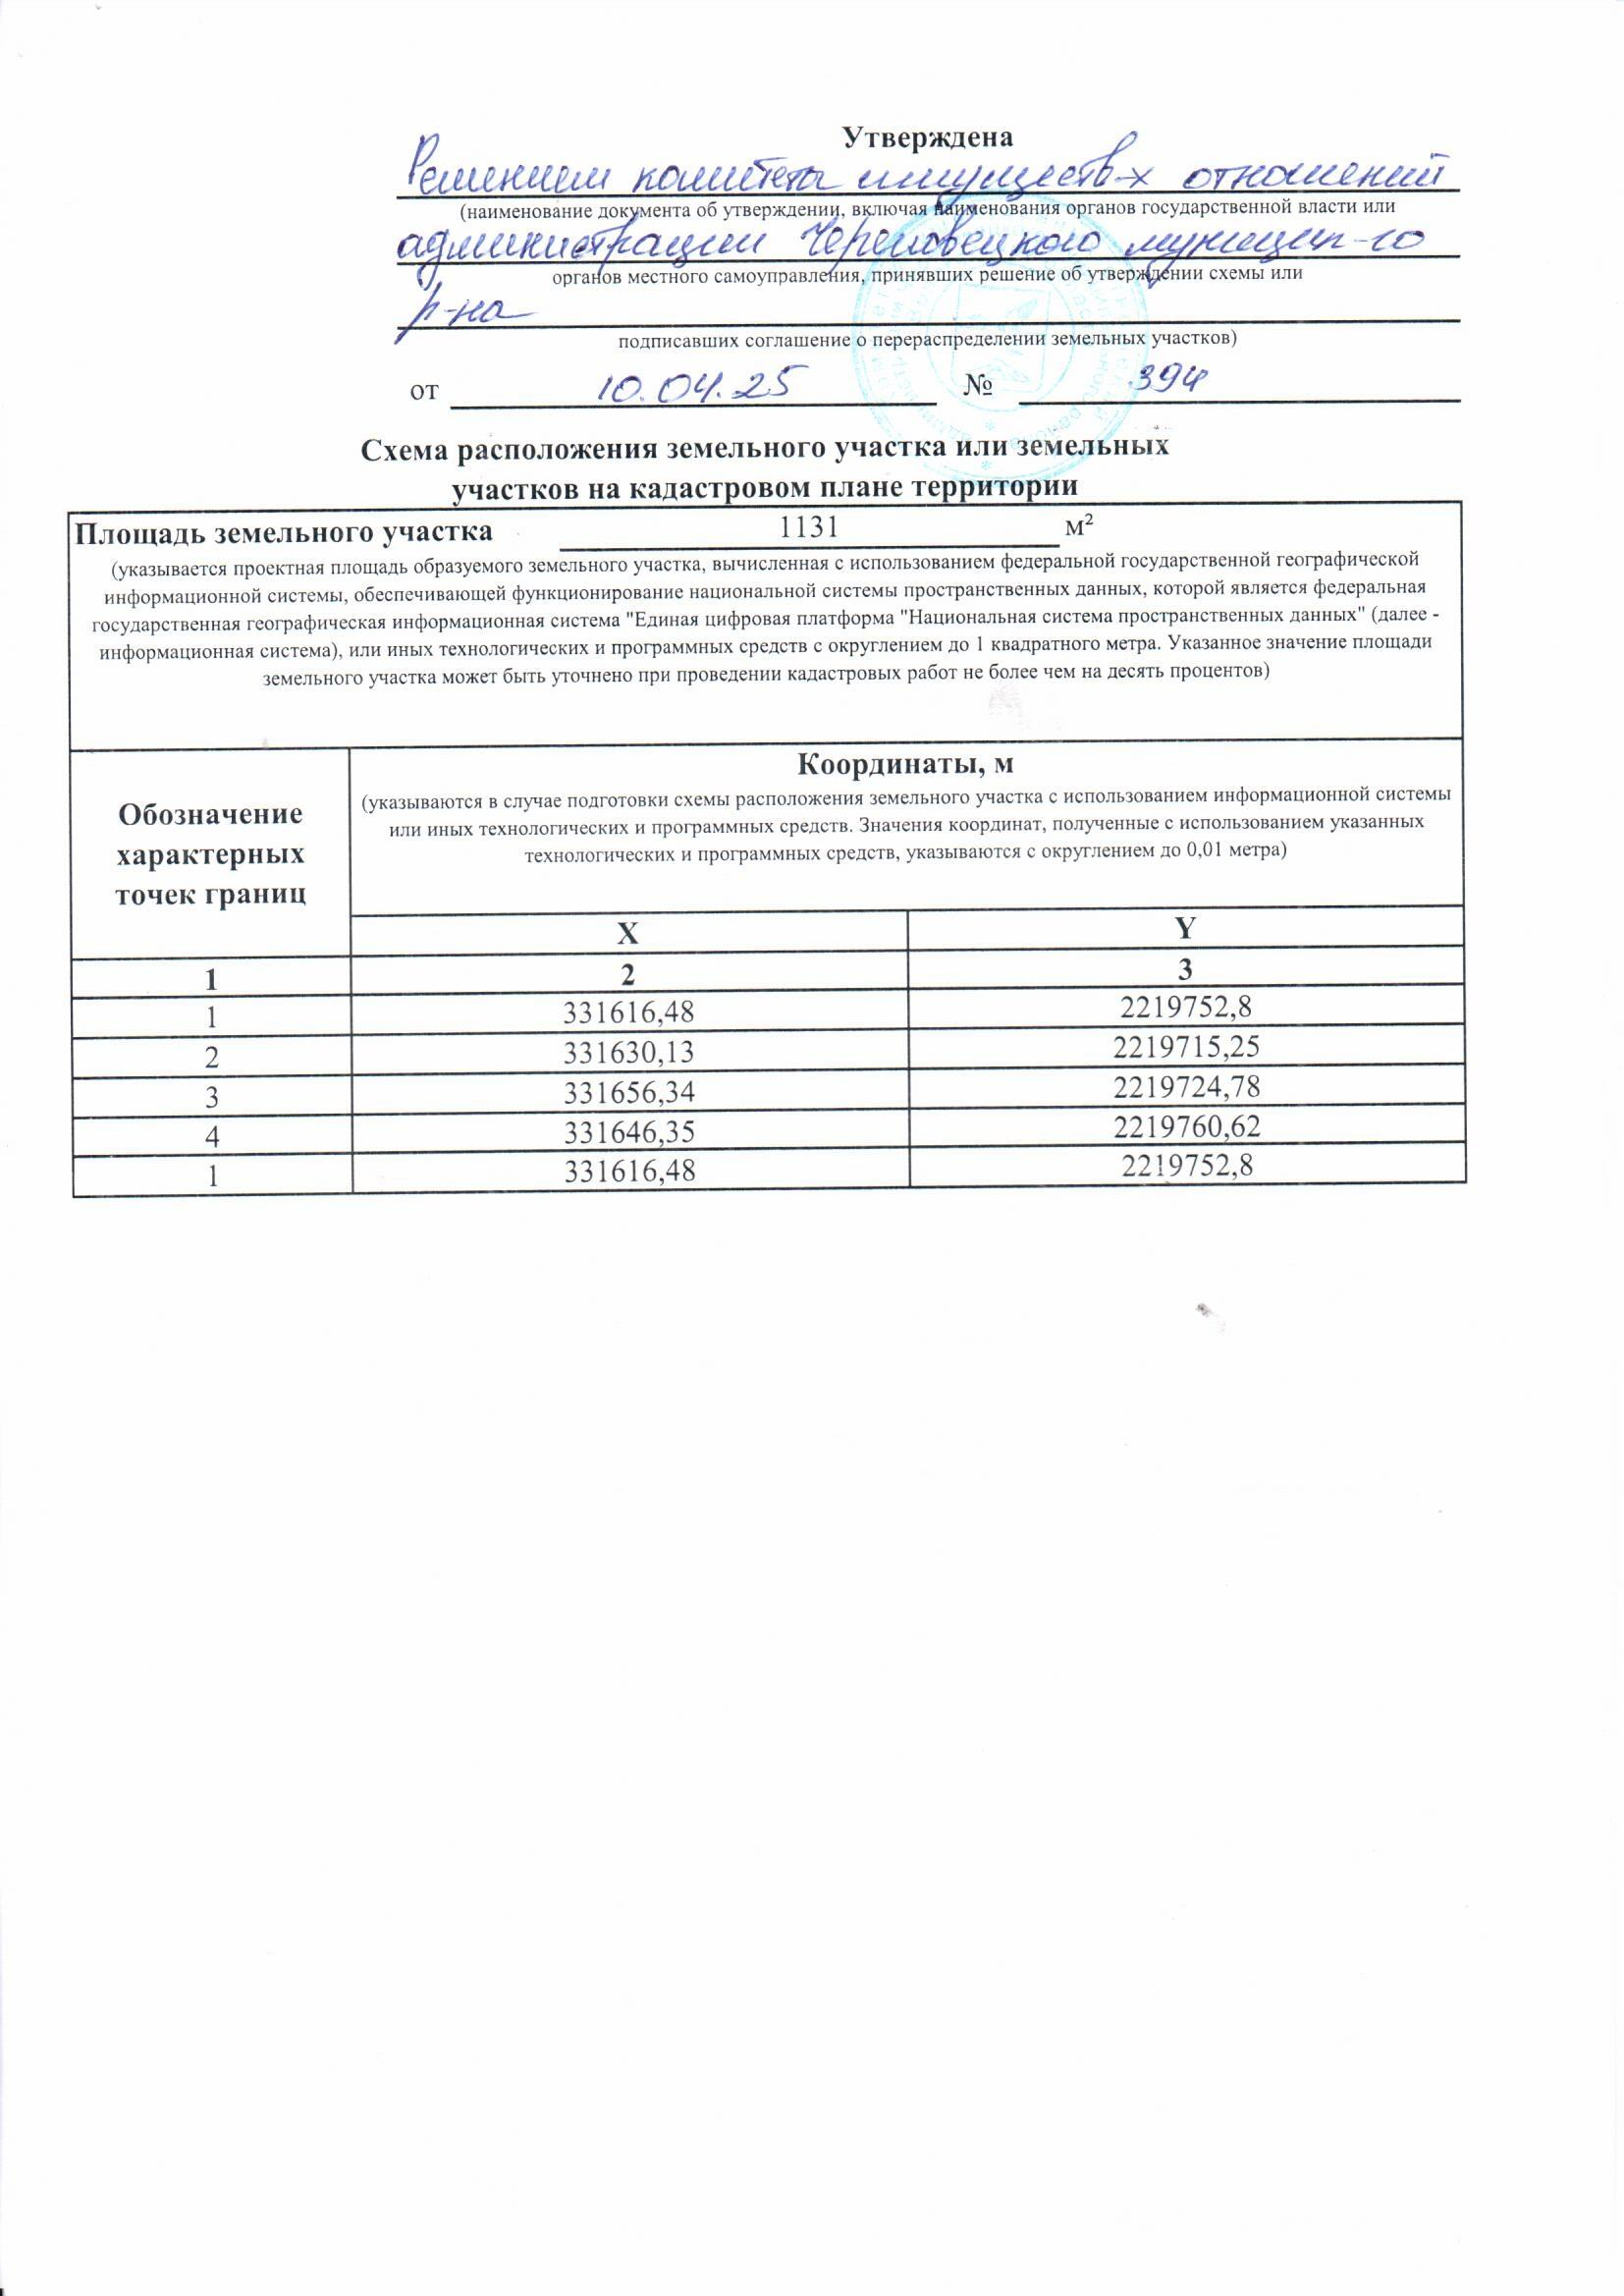 Утверждена
Решением комитета имуществ-х отношений
(наименование документа об утверждении, включая наименования органов государственной власти или
администрации Череповецкого муницип-го
органов местного самоуправления, принявших решение об утверждении схемы или
р-на
подписавших соглашение о перераспределении земельных участков)
от 10.04.25 № 394
Схема расположения земельного участка или земельных
участков на кадастровом плане территории
Площадь земельного участка 1131 м²
(указывается проектная площадь образуемого земельного участка, вычисленная с использованием федеральной государственной географической
информационной системы, обеспечивающей функционирование национальной системы пространственных данных, которой является федеральная
государственная географическая информационная система "Единая цифровая платформа "Национальная система пространственных данных" (далее -
информационная система), или иных технологических и программных средств с округлением до 1 квадратного метра. Указанное значение площади
земельного участка может быть уточнено при проведении кадастровых работ не более чем на десять процентов)
Обозначение
характерных
точек границ
Координаты, м
(указываются в случае подготовки схемы расположения земельного участка с использованием информационной системы
или иных технологических и программных средств. Значения координат, полученные с использованием указанных
технологических и программных средств, указываются с округлением до 0,01 метра)
X Y
1 2 3
1 331616,48 2219752,8
2 331630,13 2219715,25
3 331656,34 2219724,78
4 331646,35 2219760,62
1 331616,48 2219752,8